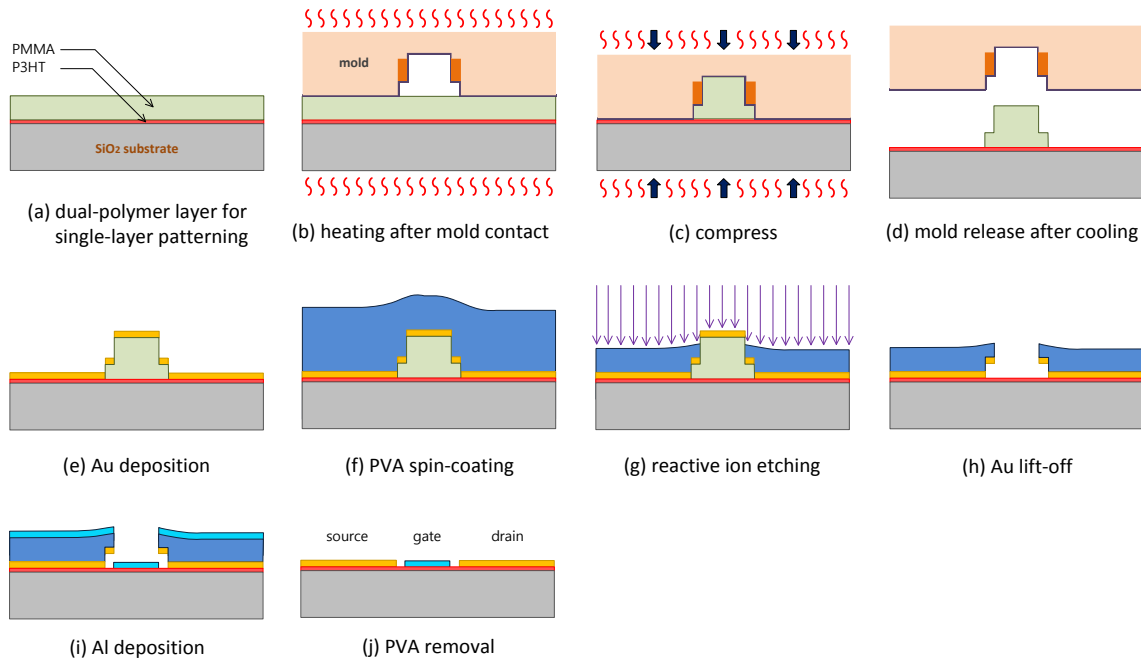 PMMA
P3HT
SiO₂ substrate
(a) dual-polymer layer for
single-layer patterning
mold
(b) heating after mold contact
(c) compress
(d) mold release after cooling
(e) Au deposition
(f) PVA spin-coating
(g) reactive ion etching
(h) Au lift-off
(i) Al deposition
source gate drain
(j) PVA removal